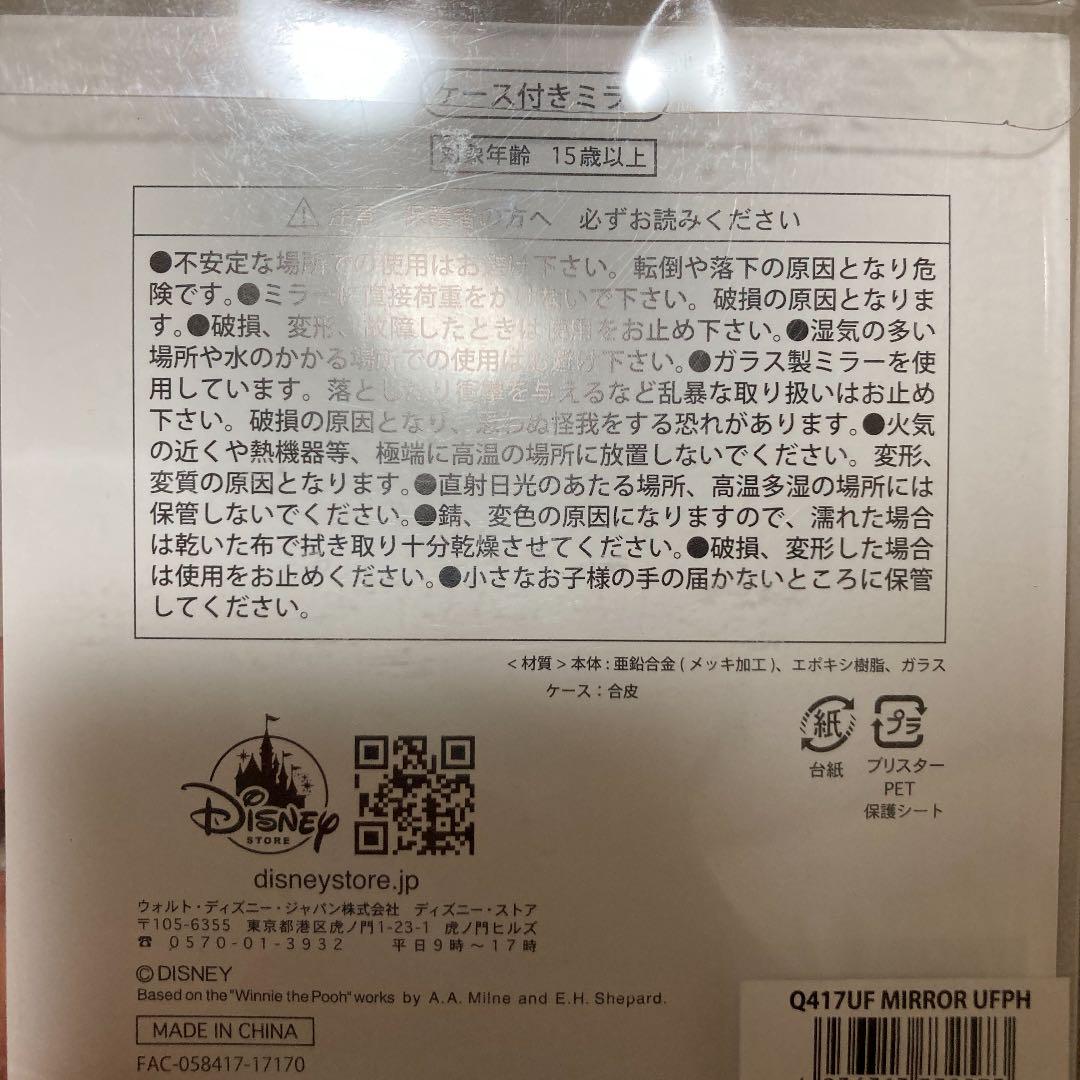 ケース付きミラ
対象年齢 15歳以上
⚠注意 保護者の方へ 必ずお読みください
●不安定な場所での使用はお避け下さい。転倒や落下の原因となり危
険です。●ミラーに直接荷重をかけないで下さい。破損の原因となりま
す。●破損、変形、故障したときは使用をお止め下さい。●湿気の多い
場所や水のかかる場所での使用はお避け下さい。●ガラス製ミラーを使
用しています。落としたり衝撃を与えるなど乱暴な取り扱いはお止め
下さい。破損の原因となり、思わぬ怪我をする恐れがあります。●火気
の近くや熱機器等、極端に高温の場所に放置しないでください。変形、
変質の原因となります。●直射日光のあたる場所、高温多湿の場所には
保管しないでください。●錆、変色の原因になりますので、濡れた場合
は乾いた布で拭き取り十分乾燥させてください。●破損、変形した場合
は使用をお止めください。●小さなお子様の手の届かないところに保管
してください。
<材質>本体:亜鉛合金(メッキ加工)、エポキシ樹脂、ガラス
ケース:合皮
紙
台紙
プラ
ブリスター
PET
保護シート
DISNEY
STORE
disneystore.jp
ウォルト・ディズニー・ジャパン株式会社 ディズニー・ストア
〒105-6355 東京都港区虎ノ門1-23-1 虎ノ門ヒルズ
☎ 0570-01-3932 平日9時~17時
©DISNEY
Based on the "Winnie the Pooh" works by A.A. Milne and E.H. Shepard.
MADE IN CHINA
FAC-058417-17170
Q417UF MIRROR UFPH